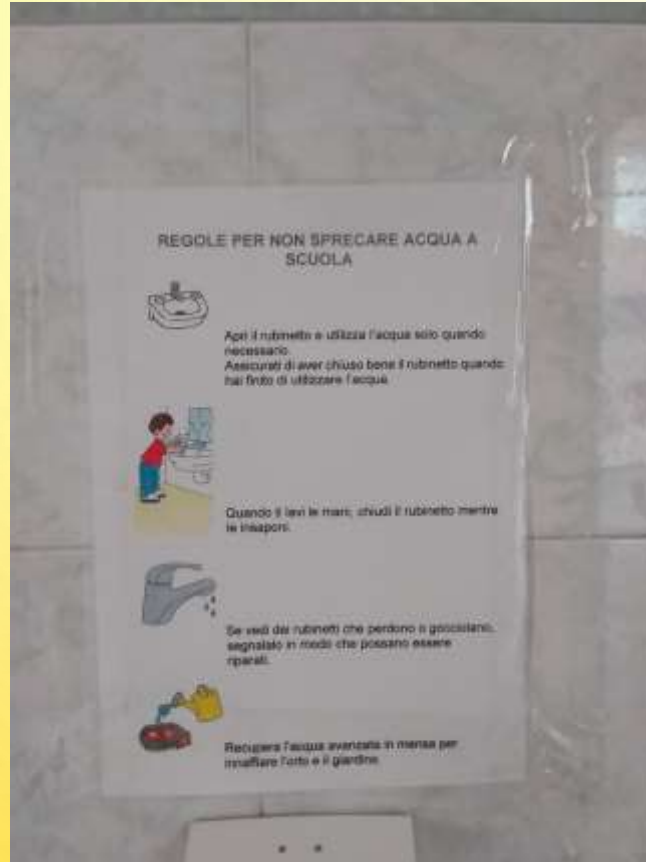 REGOLE PER NON SPRECARE ACQUA A
SCUOLA
Apri il rubinetto e utilizza l'acqua solo quando
necessario.
Assicurati di aver chiuso bene il rubinetto quando
hai finito di utilizzare l'acqua.
Quando ti lavi le mani, chiudi il rubinetto mentre
le insaponi.
Se vedi dei rubinetti che perdono o gocciolano,
segnalalo in modo che possano essere
riparati.
Recupera l'acqua avanzata in mensa per
innaffiare l'orto e il giardino.